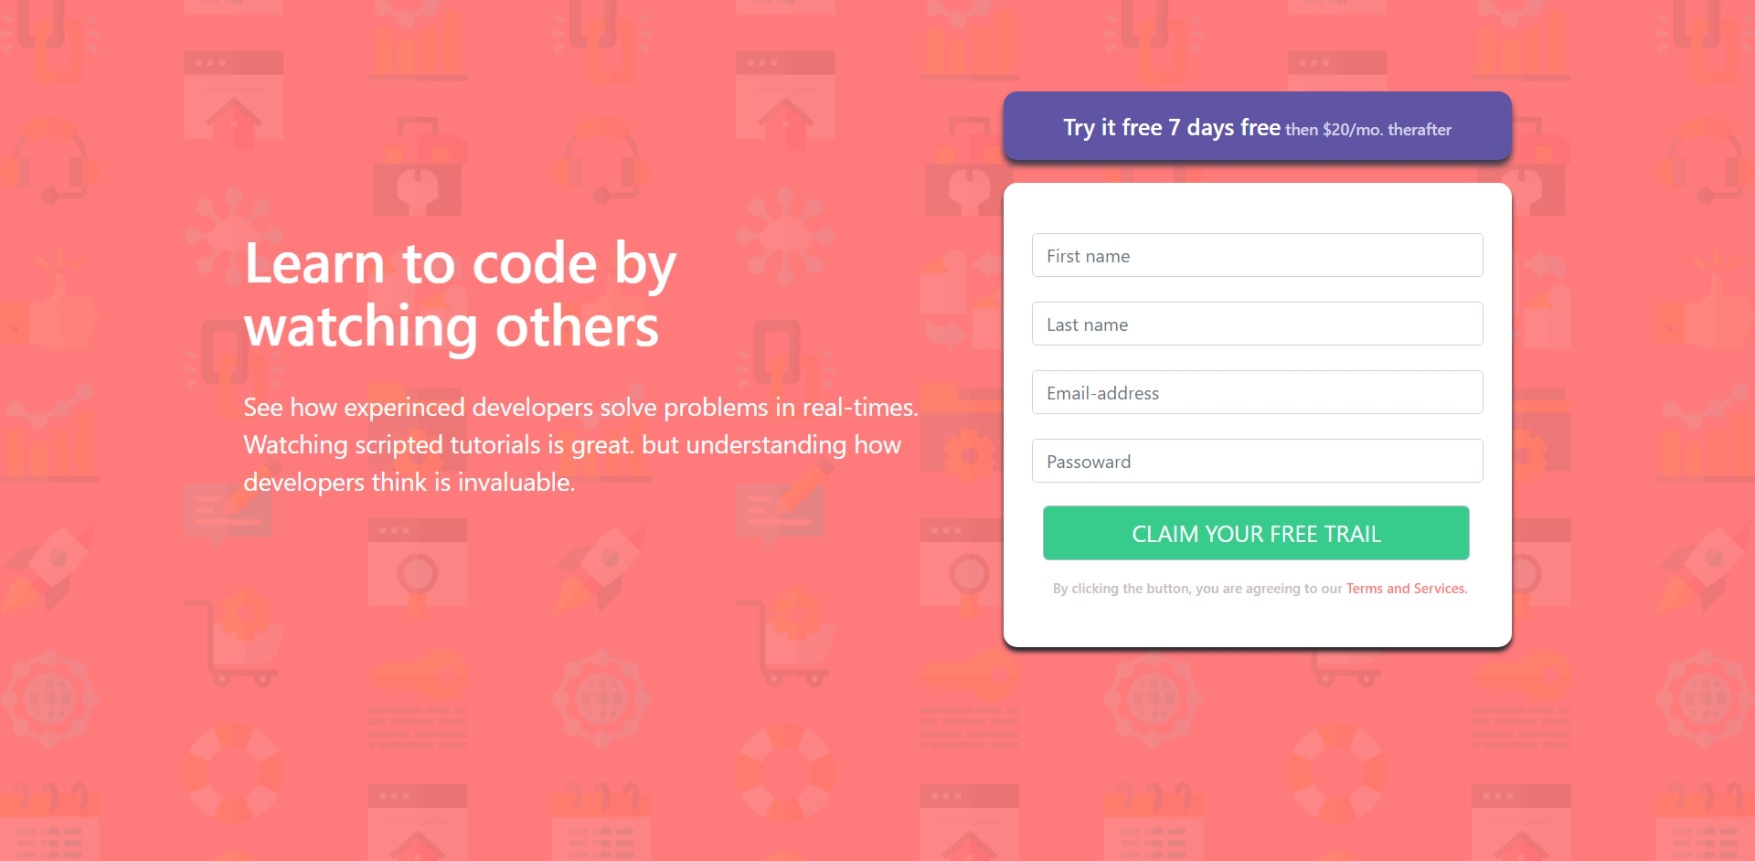 Learn to code by
watching others
See how experinced developers solve problems in real-times.
Watching scripted tutorials is great. but understanding how
developers think is invaluable.
Try it free 7 days free then $20/mo. therafter
First name
Last name
Email-address
Passoward
CLAIM YOUR FREE TRAIL
By clicking the button, you are agreeing to our Terms and Services.